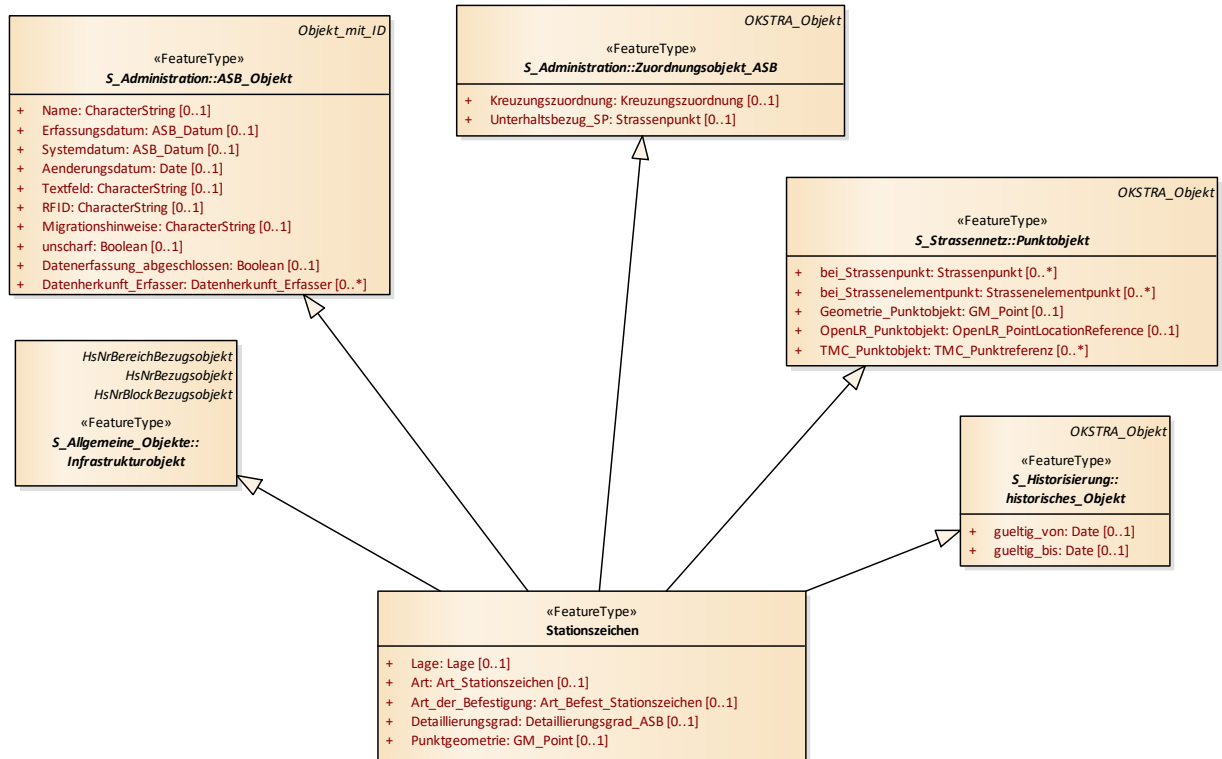 Objekt_mit_ID
«FeatureType»
S_Administration::ASB_Objekt
+ Name: CharacterString [0..1]
+ Erfassungsdatum: ASB_Datum [0..1]
+ Systemdatum: ASB_Datum [0..1]
+ Aenderungsdatum: Date [0..1]
+ Textfeld: CharacterString [0..1]
+ RFID: CharacterString [0..1]
+ Migrationshinweise: CharacterString [0..1]
+ unscharf: Boolean [0..1]
+ Datenerfassung_abgeschlossen: Boolean [0..1]
+ Datenherkunft_Erfasser: Datenherkunft_Erfasser [0..*]
OKSTRA_Objekt
«FeatureType»
S_Administration::Zuordnungsobjekt_ASB
+ Kreuzungszuordnung: Kreuzungszuordnung [0..1]
+ Unterhaltsbezug_SP: Strassenpunkt [0..1]
OKSTRA_Objekt
«FeatureType»
S_Strassennetz::Punktobjekt
+ bei_Strassenpunkt: Strassenpunkt [0..*]
+ bei_Strassenelementpunkt: Strassenelementpunkt [0..*]
+ Geometrie_Punktobjekt: GM_Point [0..1]
+ OpenLR_Punktobjekt: OpenLR_PointLocationReference [0..1]
+ TMC_Punktobjekt: TMC_Punktreferenz [0..*]
HsNrBereichBezugsobjekt
HsNrBezugsobjekt
HsNrBlockBezugsobjekt
«FeatureType»
S_Allgemeine_Objekte::
Infrastrukturobjekt
OKSTRA_Objekt
«FeatureType»
S_Historisierung::
historisches_Objekt
+ gueltig_von: Date [0..1]
+ gueltig_bis: Date [0..1]
«FeatureType»
Stationszeichen
+ Lage: Lage [0..1]
+ Art: Art_Stationszeichen [0..1]
+ Art_der_Befestigung: Art_Befest_Stationszeichen [0..1]
+ Detaillierungsgrad: Detaillierungsgrad_ASB [0..1]
+ Punktgeometrie: GM_Point [0..1]